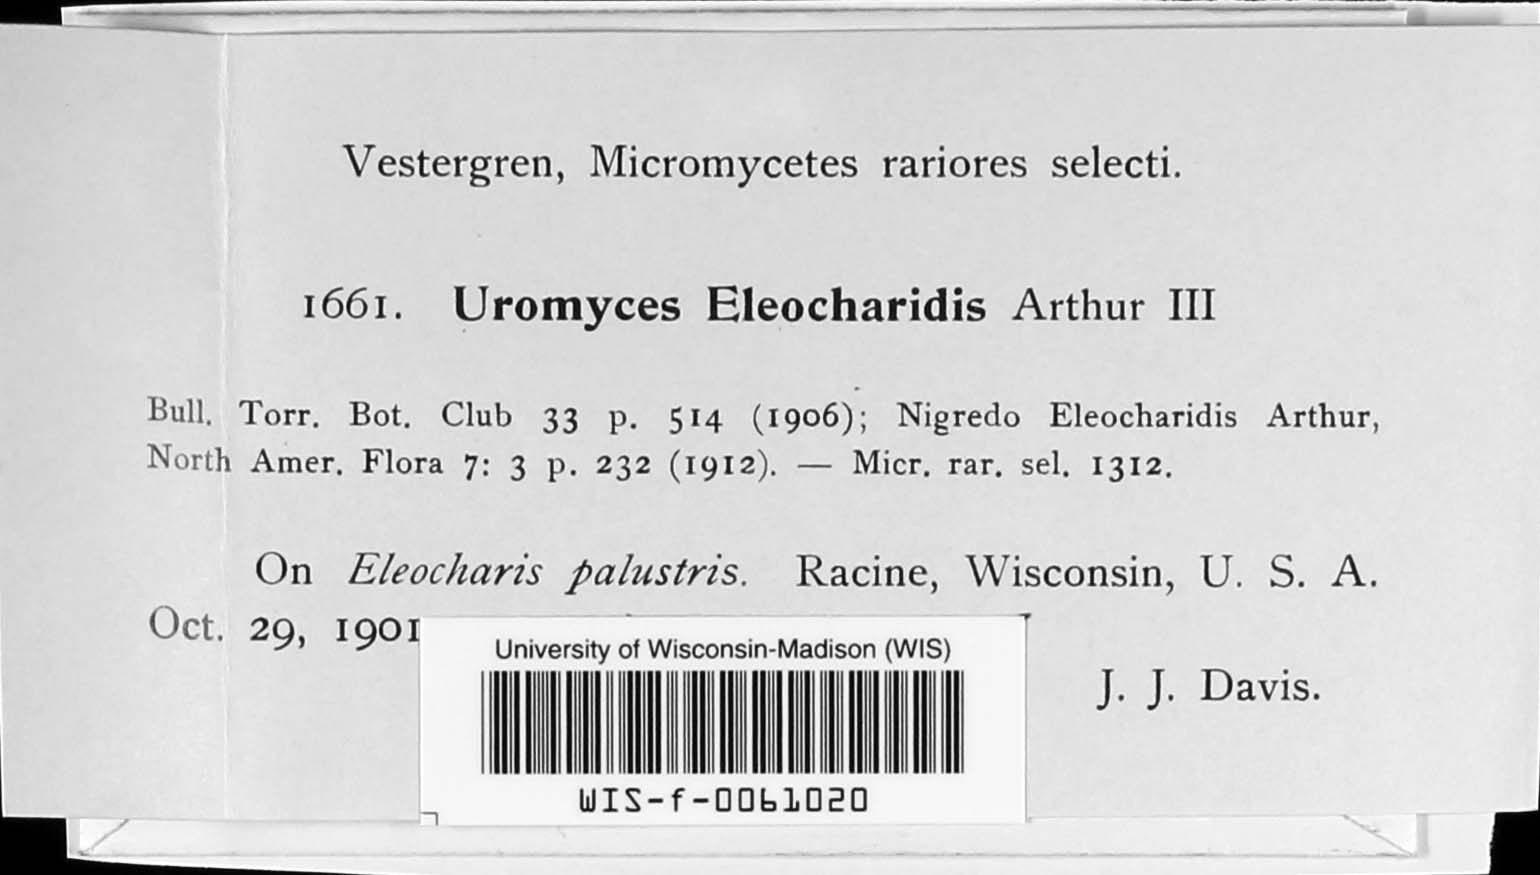 Vestergren, Micromycetes rariores selecti.
1661. Uromyces Eleocharidis Arthur III
Bull. Torr. Bot. Club 33 p. 514 (1906); Nigredo Eleocharidis Arthur,
North Amer. Flora 7: 3 p. 232 (1912). — Micr. rar. sel. 1312.
On Eleocharis palustris. Racine, Wisconsin, U. S. A.
Oct. 29, 1901
University of Wisconsin-Madison (WIS)
J. J. Davis.
WIS-f-0061020